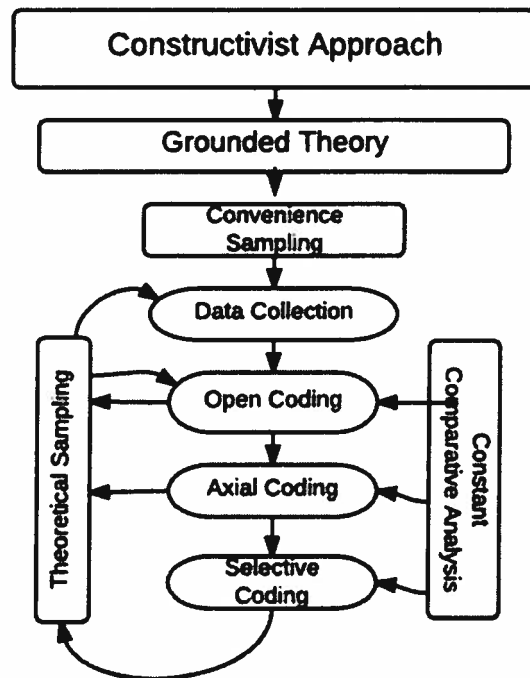 Constructivist Approach
Grounded Theory
Convenience
Sampling
Data Collection
Theoretical Sampling
Open Coding
Constant
Comparative Analysis
Axial Coding
Selective
Coding